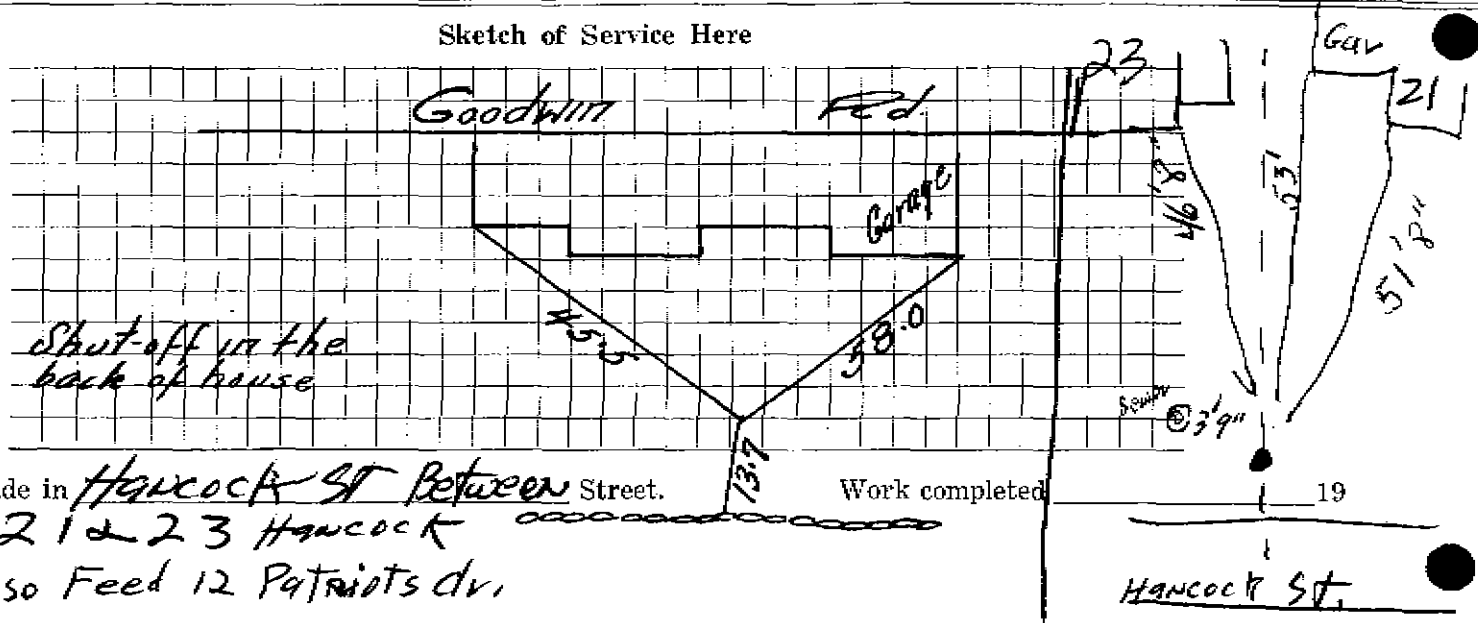 Sketch of Service Here
Goodwin Rd.
Garage
45.5
58.0
13.7
Shut-off in the
back of house
de in Hancock St Between Street. Work completed 19
21 & 23 Hancock
so Feed 12 Patriots dr.
23
Gar
21
46'8"
53'
51'8"
@ 3'9"
Hancock St.